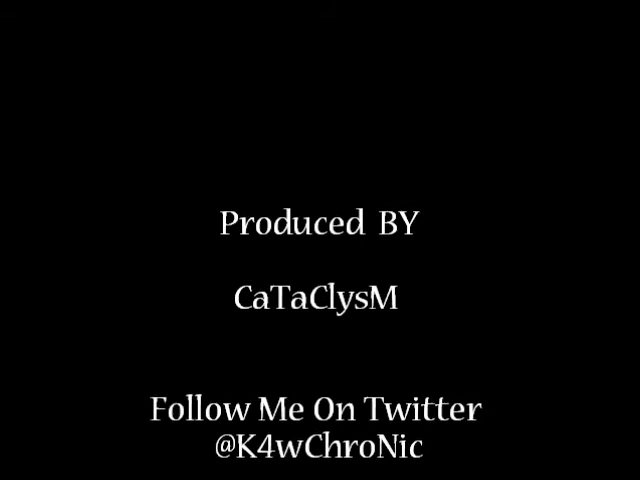 Produced BY
CaTaClysM
Follow Me On Twitter
@K4wChroNic